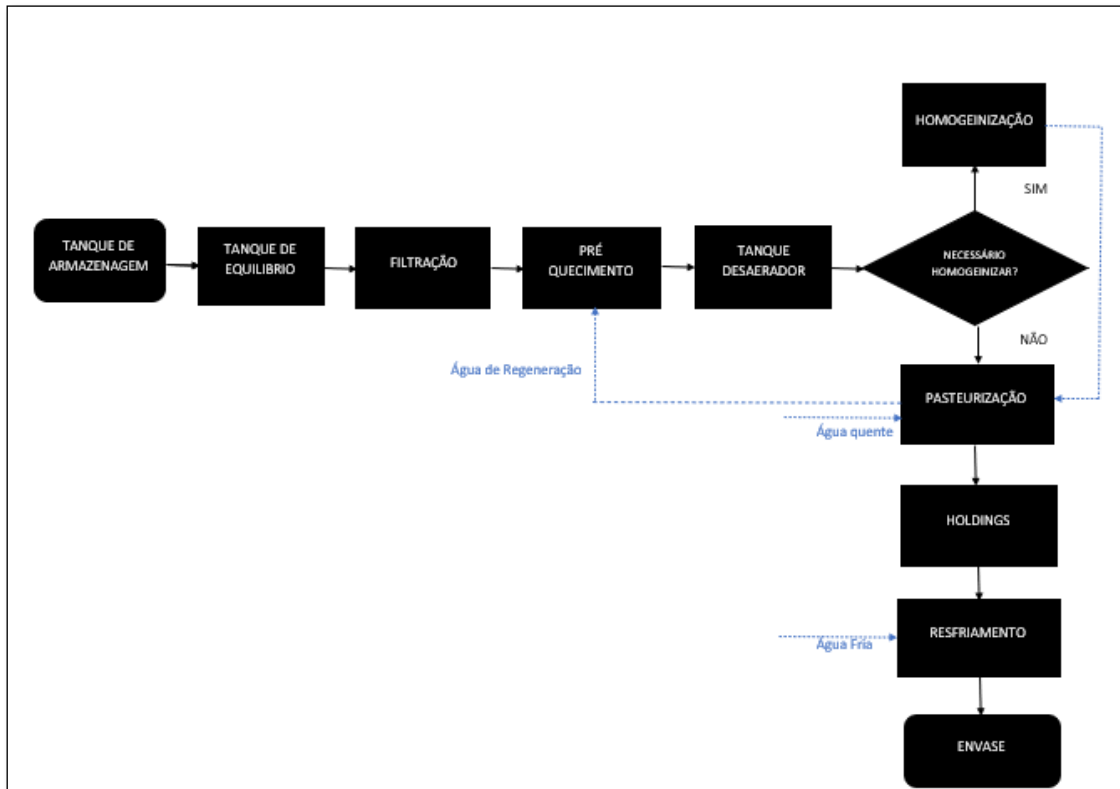 HOMOGEINIZAÇÃO
SIM
TANQUE DE
ARMAZENAGEM
TANQUE DE
EQUILIBRIO
FILTRAÇÃO
PRÉ
QUECIMENTO
TANQUE
DESAERADOR
NECESSÁRIO
HOMOGEINIZAR?
NÃO
Água de Regeneração
PASTEURIZAÇÃO
Água quente
HOLDINGS
RESFRIAMENTO
Água Fria
ENVASE